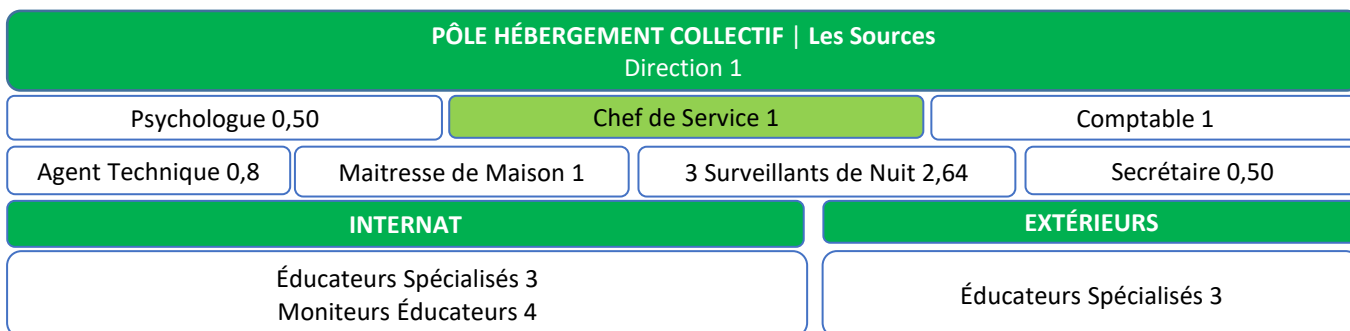 PÔLE HÉBERGEMENT COLLECTIF | Les Sources
Direction 1
Psychologue 0,50
Chef de Service 1
Comptable 1
Agent Technique 0,8
Maitresse de Maison 1
3 Surveillants de Nuit 2,64
Secrétaire 0,50
INTERNAT
EXTÉRIEURS
Éducateurs Spécialisés 3
Moniteurs Éducateurs 4
Éducateurs Spécialisés 3